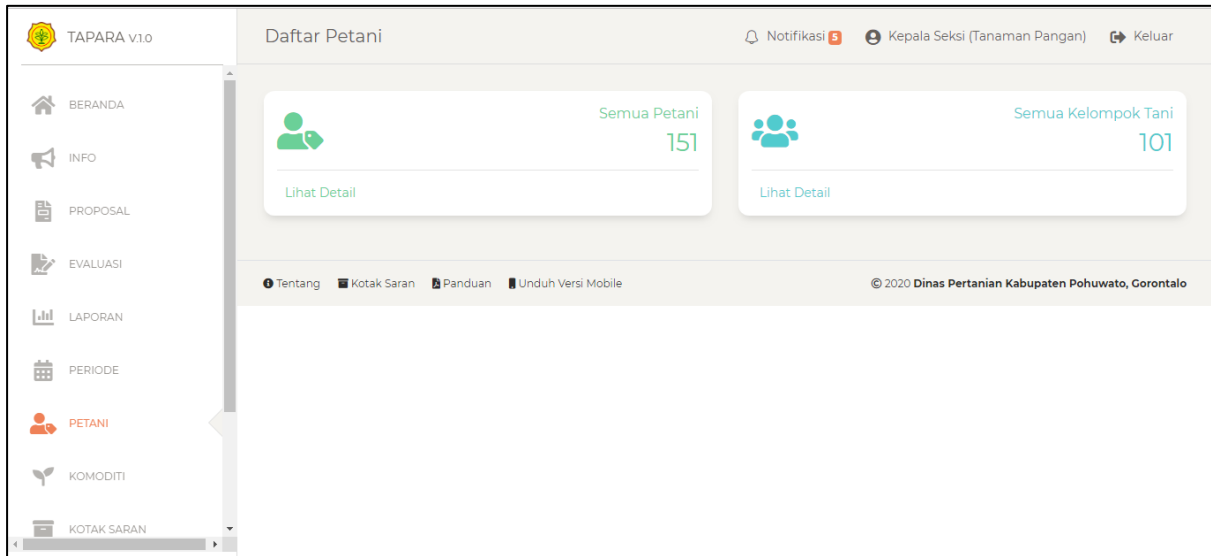 TAPARA V.1.0
Daftar Petani
Notifikasi 5
Kepala Seksi (Tanaman Pangan)
Keluar
BERANDA
INFO
PROPOSAL
EVALUASI
LAPORAN
PERIODE
PETANI
KOMODITI
KOTAK SARAN
Semua Petani
151
Lihat Detail
Semua Kelompok Tani
101
Lihat Detail
Tentang Kotak Saran Panduan Unduh Versi Mobile
© 2020 Dinas Pertanian Kabupaten Pohuwato, Gorontalo